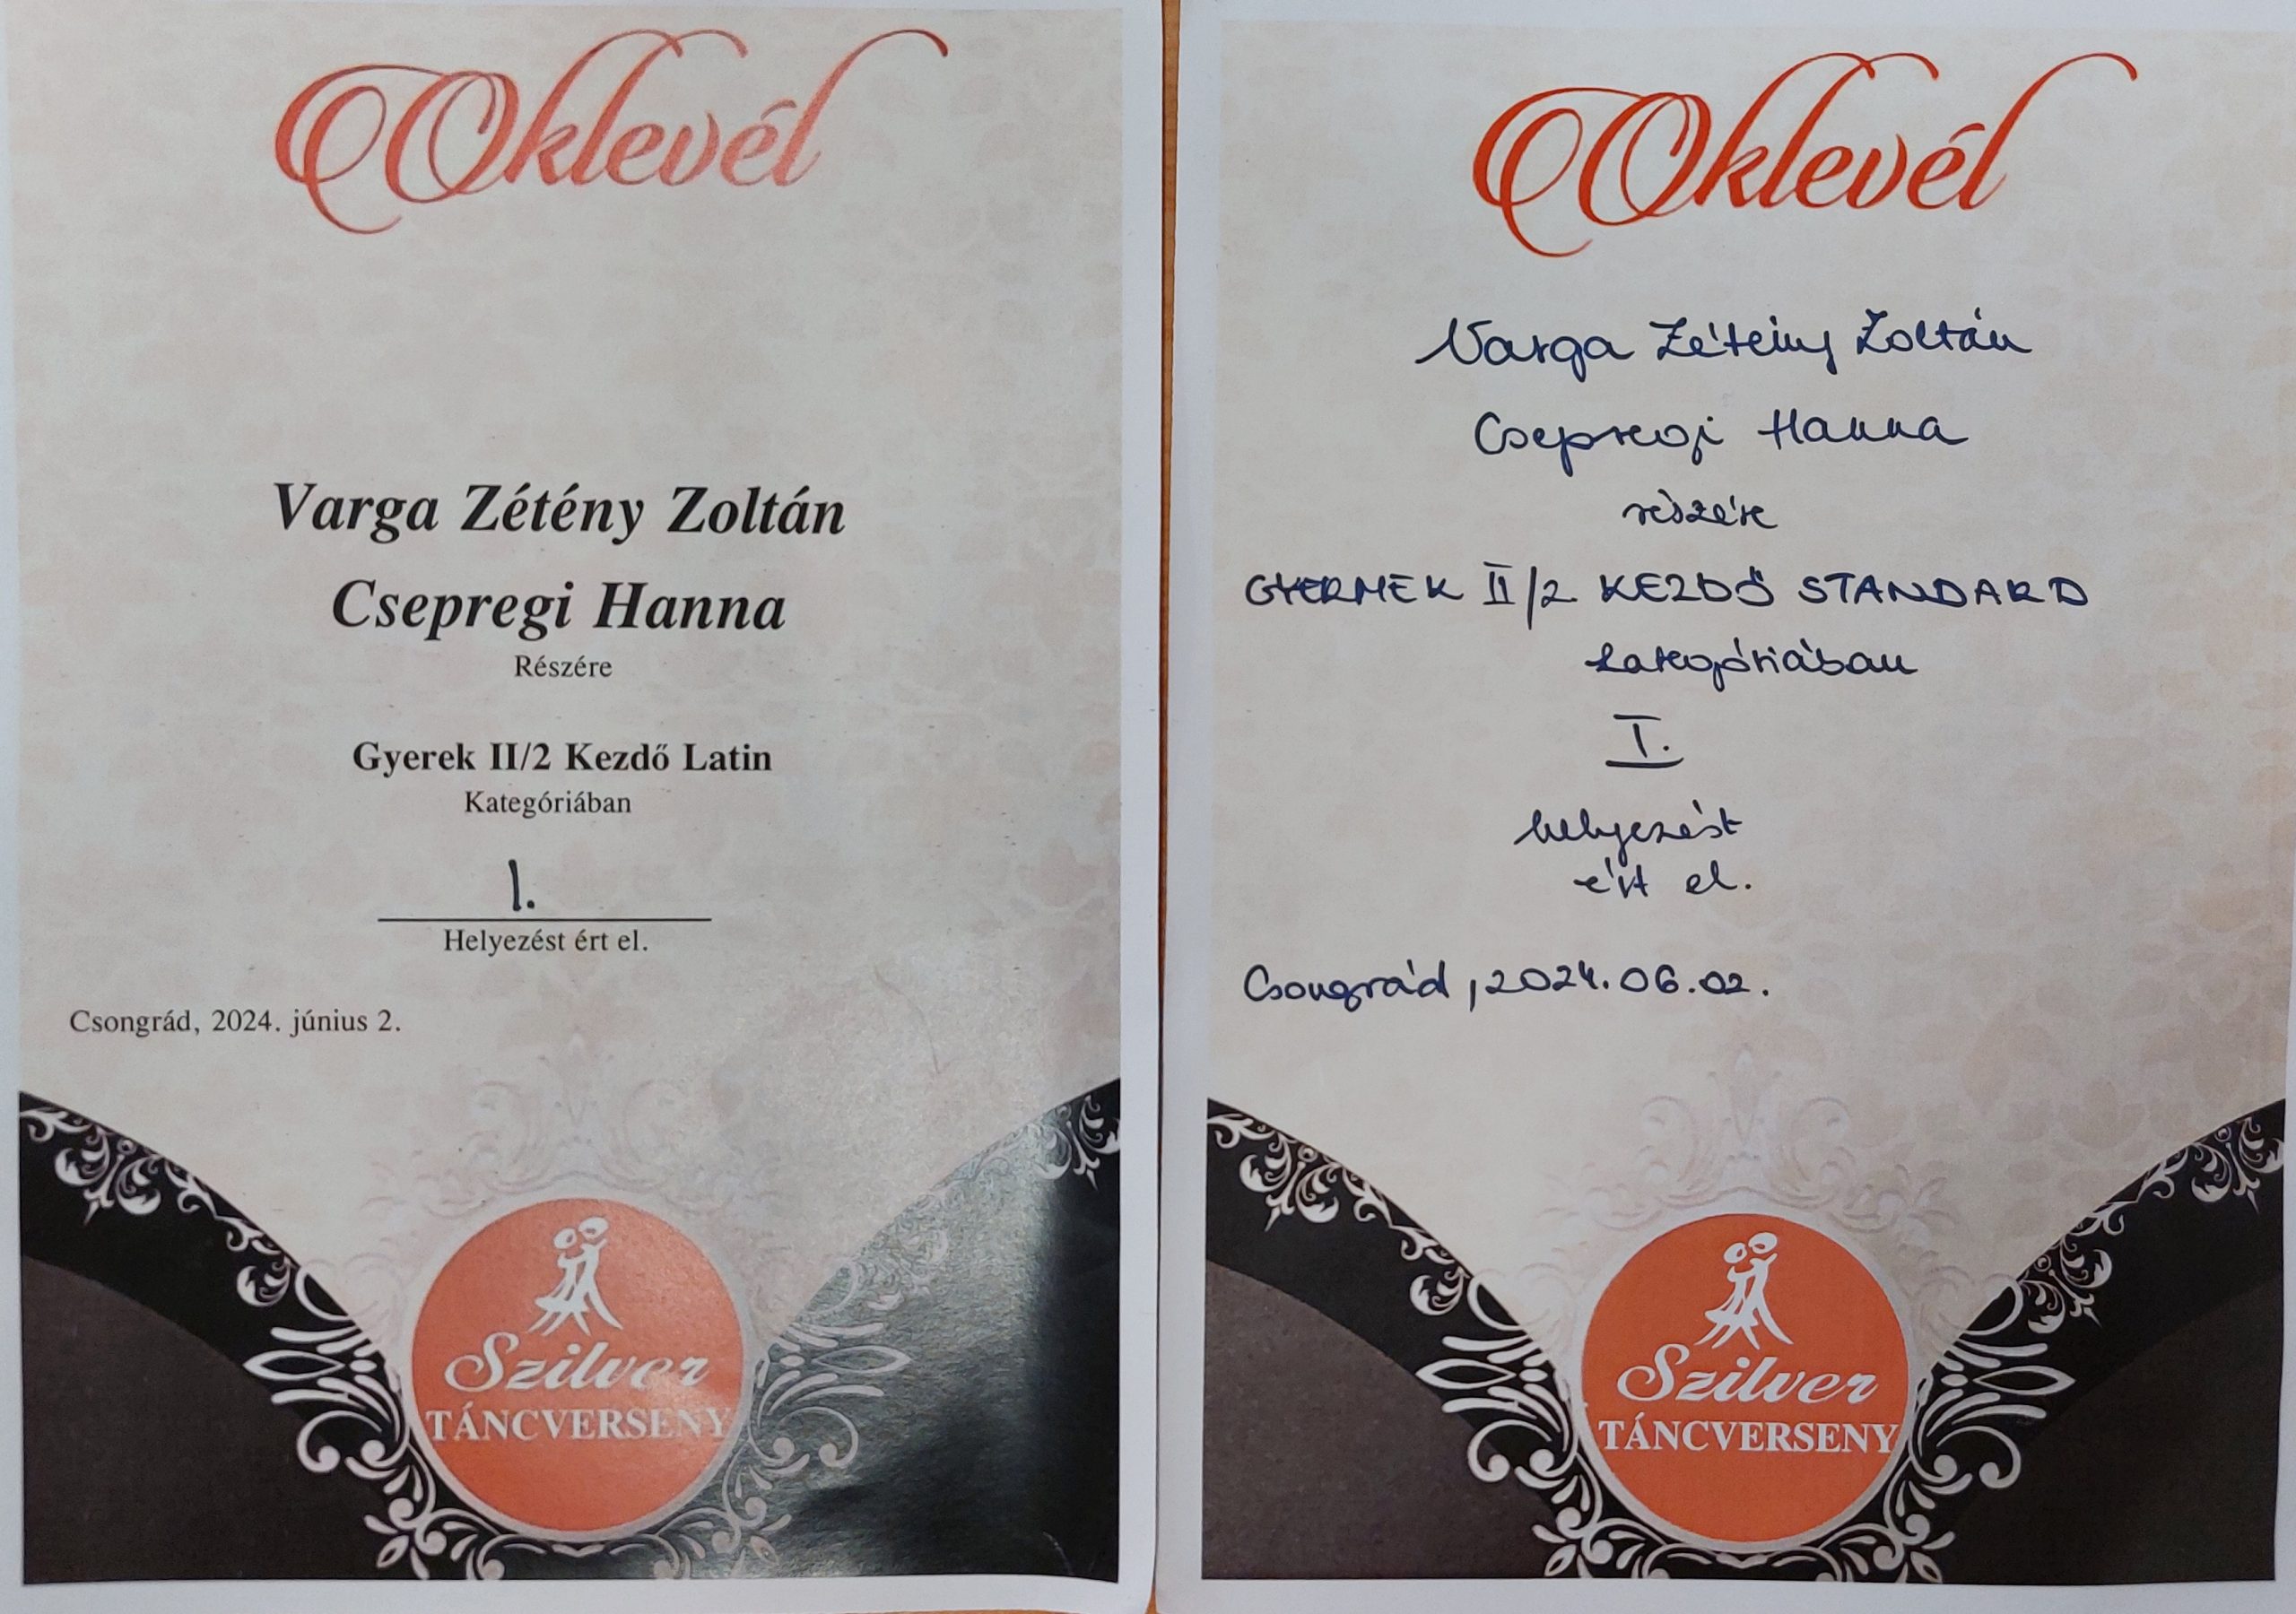 Oklevél
Varga Zétény Zoltán
Csepregi Hanna
Részére
Gyerek II/2 Kezdő Latin
Kategóriában
1.
Helyezést ért el.
Csongrád, 2024. június 2.
Szilver
TÁNCVERSENY
Oklevél
Varga Zétény Zoltán
Csepregi Hanna
részére
GYERMEK II/2 KEZDŐ STANDARD
kategóriában
I.
helyezést
ért el.
Csongrád, 2024.06.02.
Szilver
TÁNCVERSENY